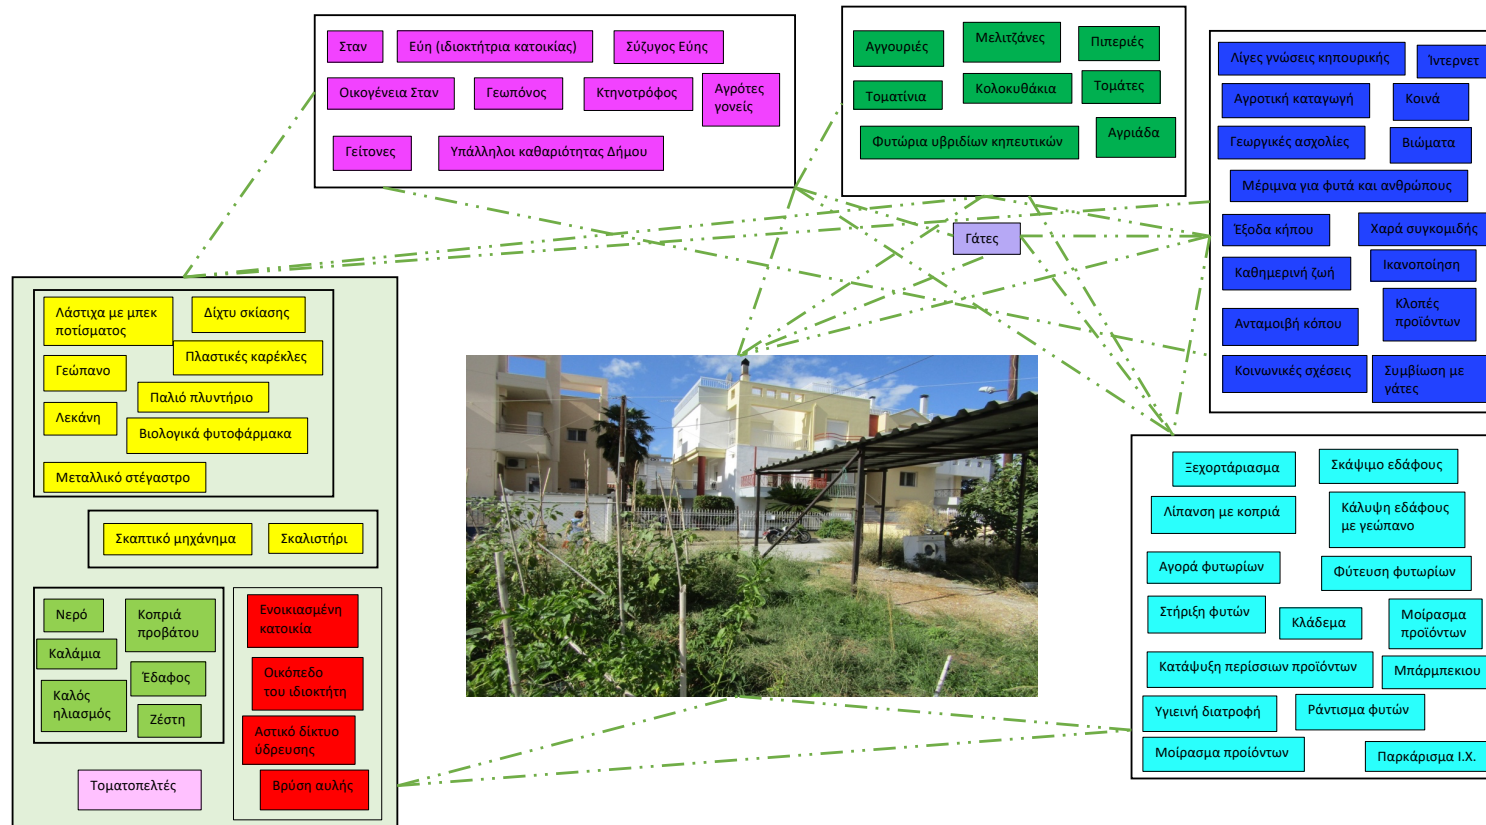 Σταν
Εύη (ιδιοκτήτρια κατοικίας)
Σύζυγος Εύης
Οικογένεια Σταν
Γεωπόνος
Κτηνοτρόφος
Αγρότες
γονείς
Γείτονες
Υπάλληλοι καθαριότητας Δήμου
Αγγουριές
Μελιτζάνες
Πιπεριές
Τοματίνια
Κολοκυθάκια
Τομάτες
Φυτώρια υβριδίων κηπευτικών
Αγριάδα
Λίγες γνώσεις κηπουρικής
Ίντερνετ
Αγροτική καταγωγή
Κοινά
Γεωργικές ασχολίες
Βιώματα
Μέριμνα για φυτά και ανθρώπους
Έξοδα κήπου
Χαρά συγκομιδής
Καθημερινή ζωή
Ικανοποίηση
Ανταμοιβή κόπου
Κλοπές
προϊόντων
Κοινωνικές σχέσεις
Συμβίωση με
γάτες
Γάτες
Λάστιχα με μπεκ
ποτίσματος
Δίχτυ σκίασης
Πλαστικές καρέκλες
Γεώπανο
Παλιό πλυντήριο
Λεκάνη
Βιολογικά φυτοφάρμακα
Μεταλλικό στέγαστρο
Σκαπτικό μηχάνημα
Σκαλιστήρι
Νερό
Κοπριά
προβάτου
Καλάμια
Έδαφος
Καλός
ηλιασμός
Ζέστη
Ενοικιασμένη
κατοικία
Οικόπεδο
του ιδιοκτήτη
Αστικό δίκτυο
ύδρευσης
Βρύση αυλής
Τοματοπελτές
Ξεχορτάριασμα
Σκάψιμο εδάφους
Λίπανση με κοπριά
Κάλυψη εδάφους
με γεώπανο
Αγορά φυτωρίων
Φύτευση φυτωρίων
Στήριξη φυτών
Κλάδεμα
Μοίρασμα
προϊόντων
Κατάψυξη περίσσιων προϊόντων
Μπάρμπεκιου
Υγιεινή διατροφή
Ράντισμα φυτών
Μοίρασμα προίόντων
Παρκάρισμα Ι.Χ.